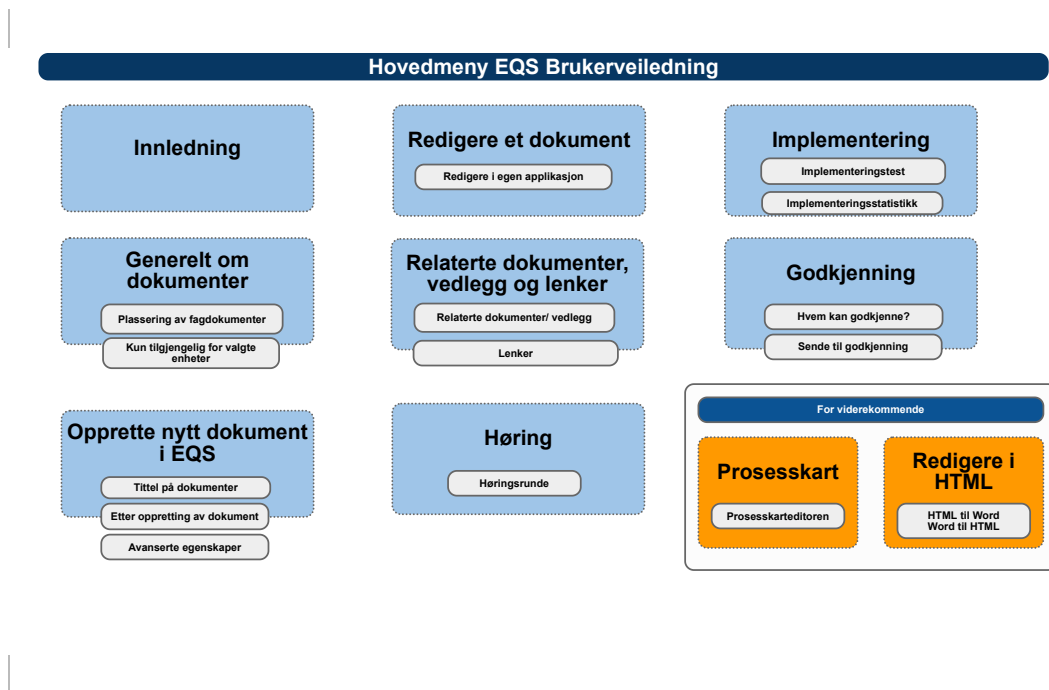 Hovedmeny EQS Brukerveiledning
Innledning
Redigere et dokument
Redigere i egen applikasjon
Implementering
Implementeringstest
Implementeringsstatistikk
Generelt om
dokumenter
Plassering av fagdokumenter
Kun tilgjengelig for valgte
enheter
Relaterte dokumenter,
vedlegg og lenker
Relaterte dokumenter/ vedlegg
Lenker
Godkjenning
Hvem kan godkjenne?
Sende til godkjenning
Opprette nytt dokument
i EQS
Tittel på dokumenter
Etter oppretting av dokument
Avanserte egenskaper
Høring
Høringsrunde
For viderekommende
Prosesskart
Prosesskarteditoren
Redigere i
HTML
HTML til Word
Word til HTML